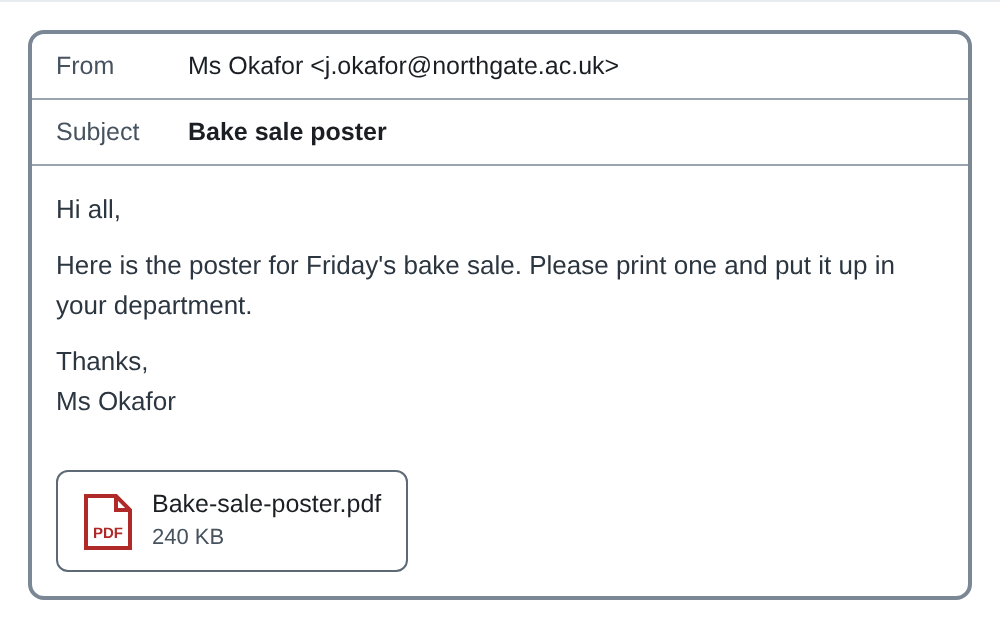 From Ms Okafor <j.okafor@northgate.ac.uk>
Subject Bake sale poster
Hi all,
Here is the poster for Friday's bake sale. Please print one and put it up in
your department.
Thanks,
Ms Okafor
Bake-sale-poster.pdf
PDF
240 KB